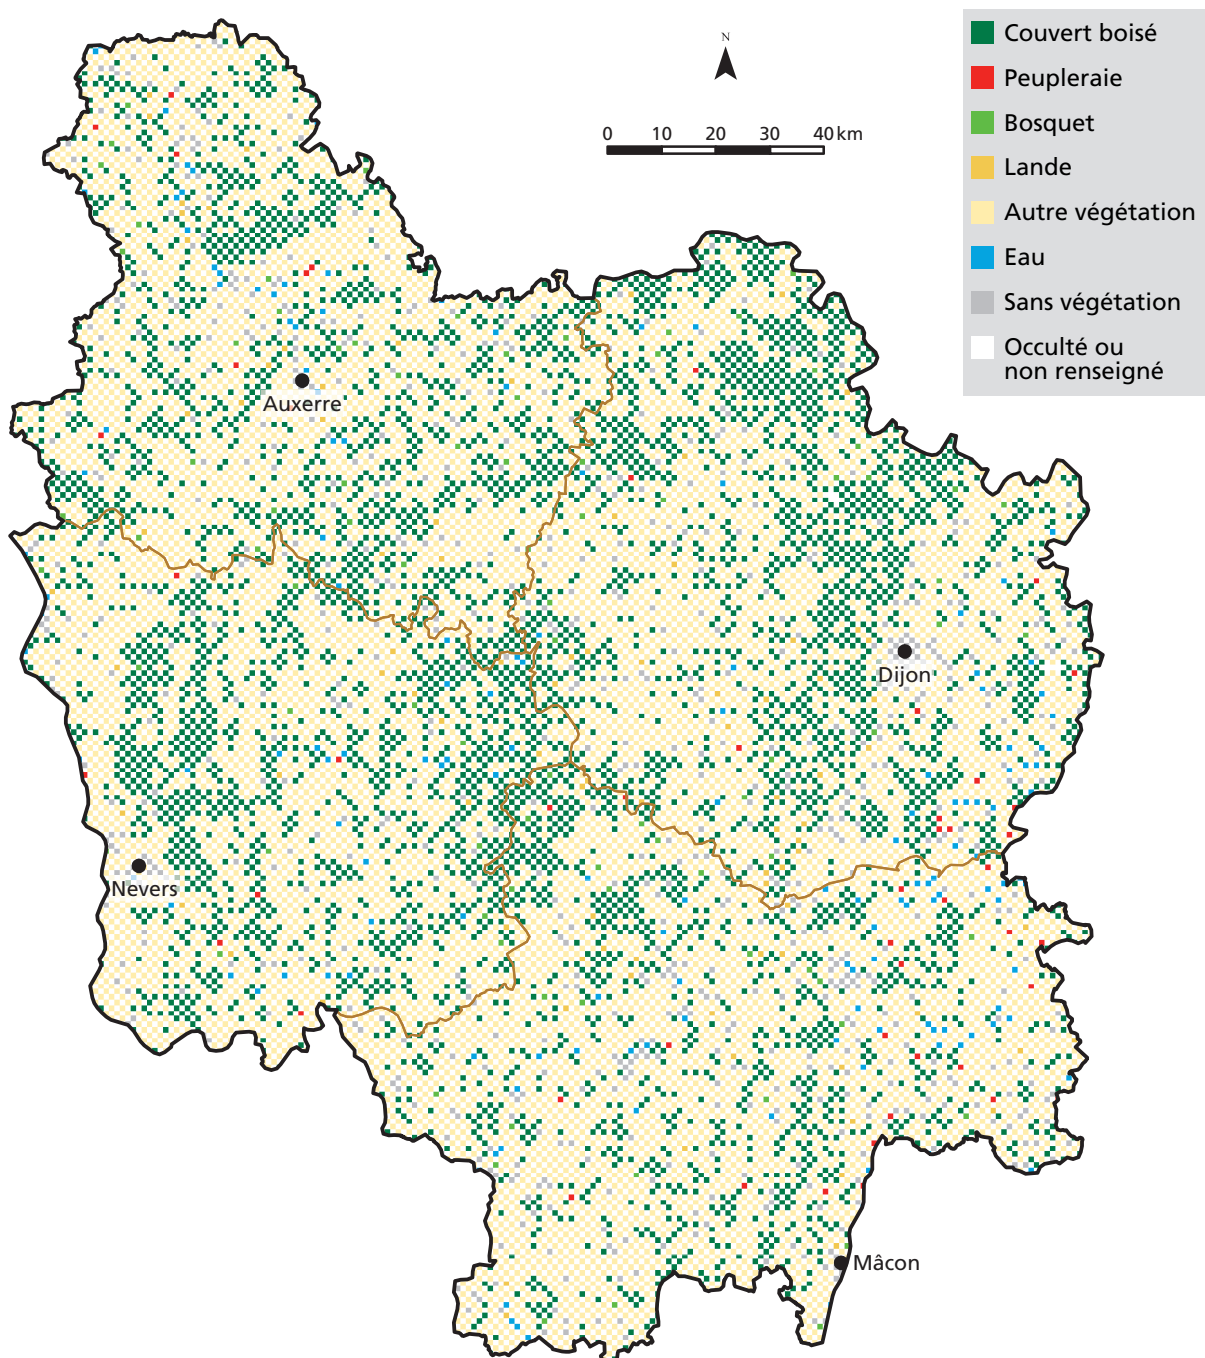 N
0 10 20 30 40 km
Couvert boisé
Peupleraie
Bosquet
Lande
Autre végétation
Eau
Sans végétation
Occulté ou
non renseigné
Auxerre
Dijon
Nevers
Mâcon